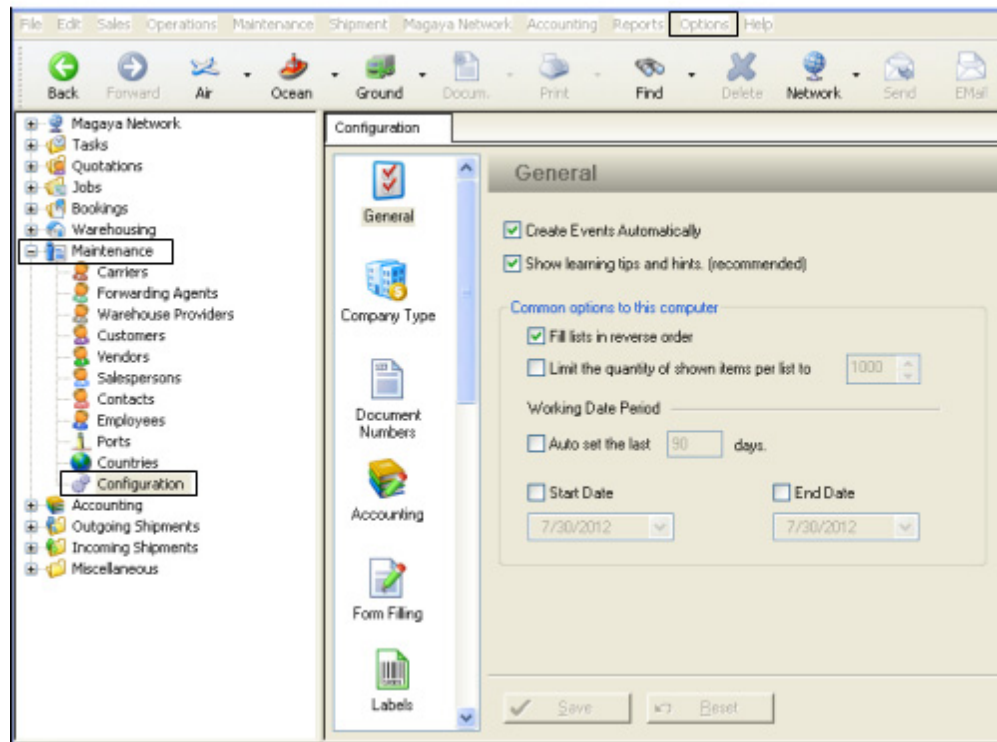 File Edit Sales Operations Maintenance Shipment Magaya Network Accounting Reports Options Help
Back Forward Air Ocean Ground Docum. Print Find Delete Network Send EMail
Magaya Network
Tasks
Quotations
Jobs
Bookings
Warehousing
Maintenance
Carriers
Forwarding Agents
Warehouse Providers
Customers
Vendors
Salespersons
Contacts
Employees
Ports
Countries
Configuration
Accounting
Outgoing Shipments
Incoming Shipments
Miscellaneous
Configuration
General
Company Type
Document
Numbers
Accounting
Form Filling
Labels
General
Create Events Automatically
Show learning tips and hints. (recommended)
Common options to this computer
Fill lists in reverse order
Limit the quantity of shown items per list to 1000
Working Date Period
Auto set the last 90 days.
Start Date End Date
7/30/2012 7/30/2012
Save Reset